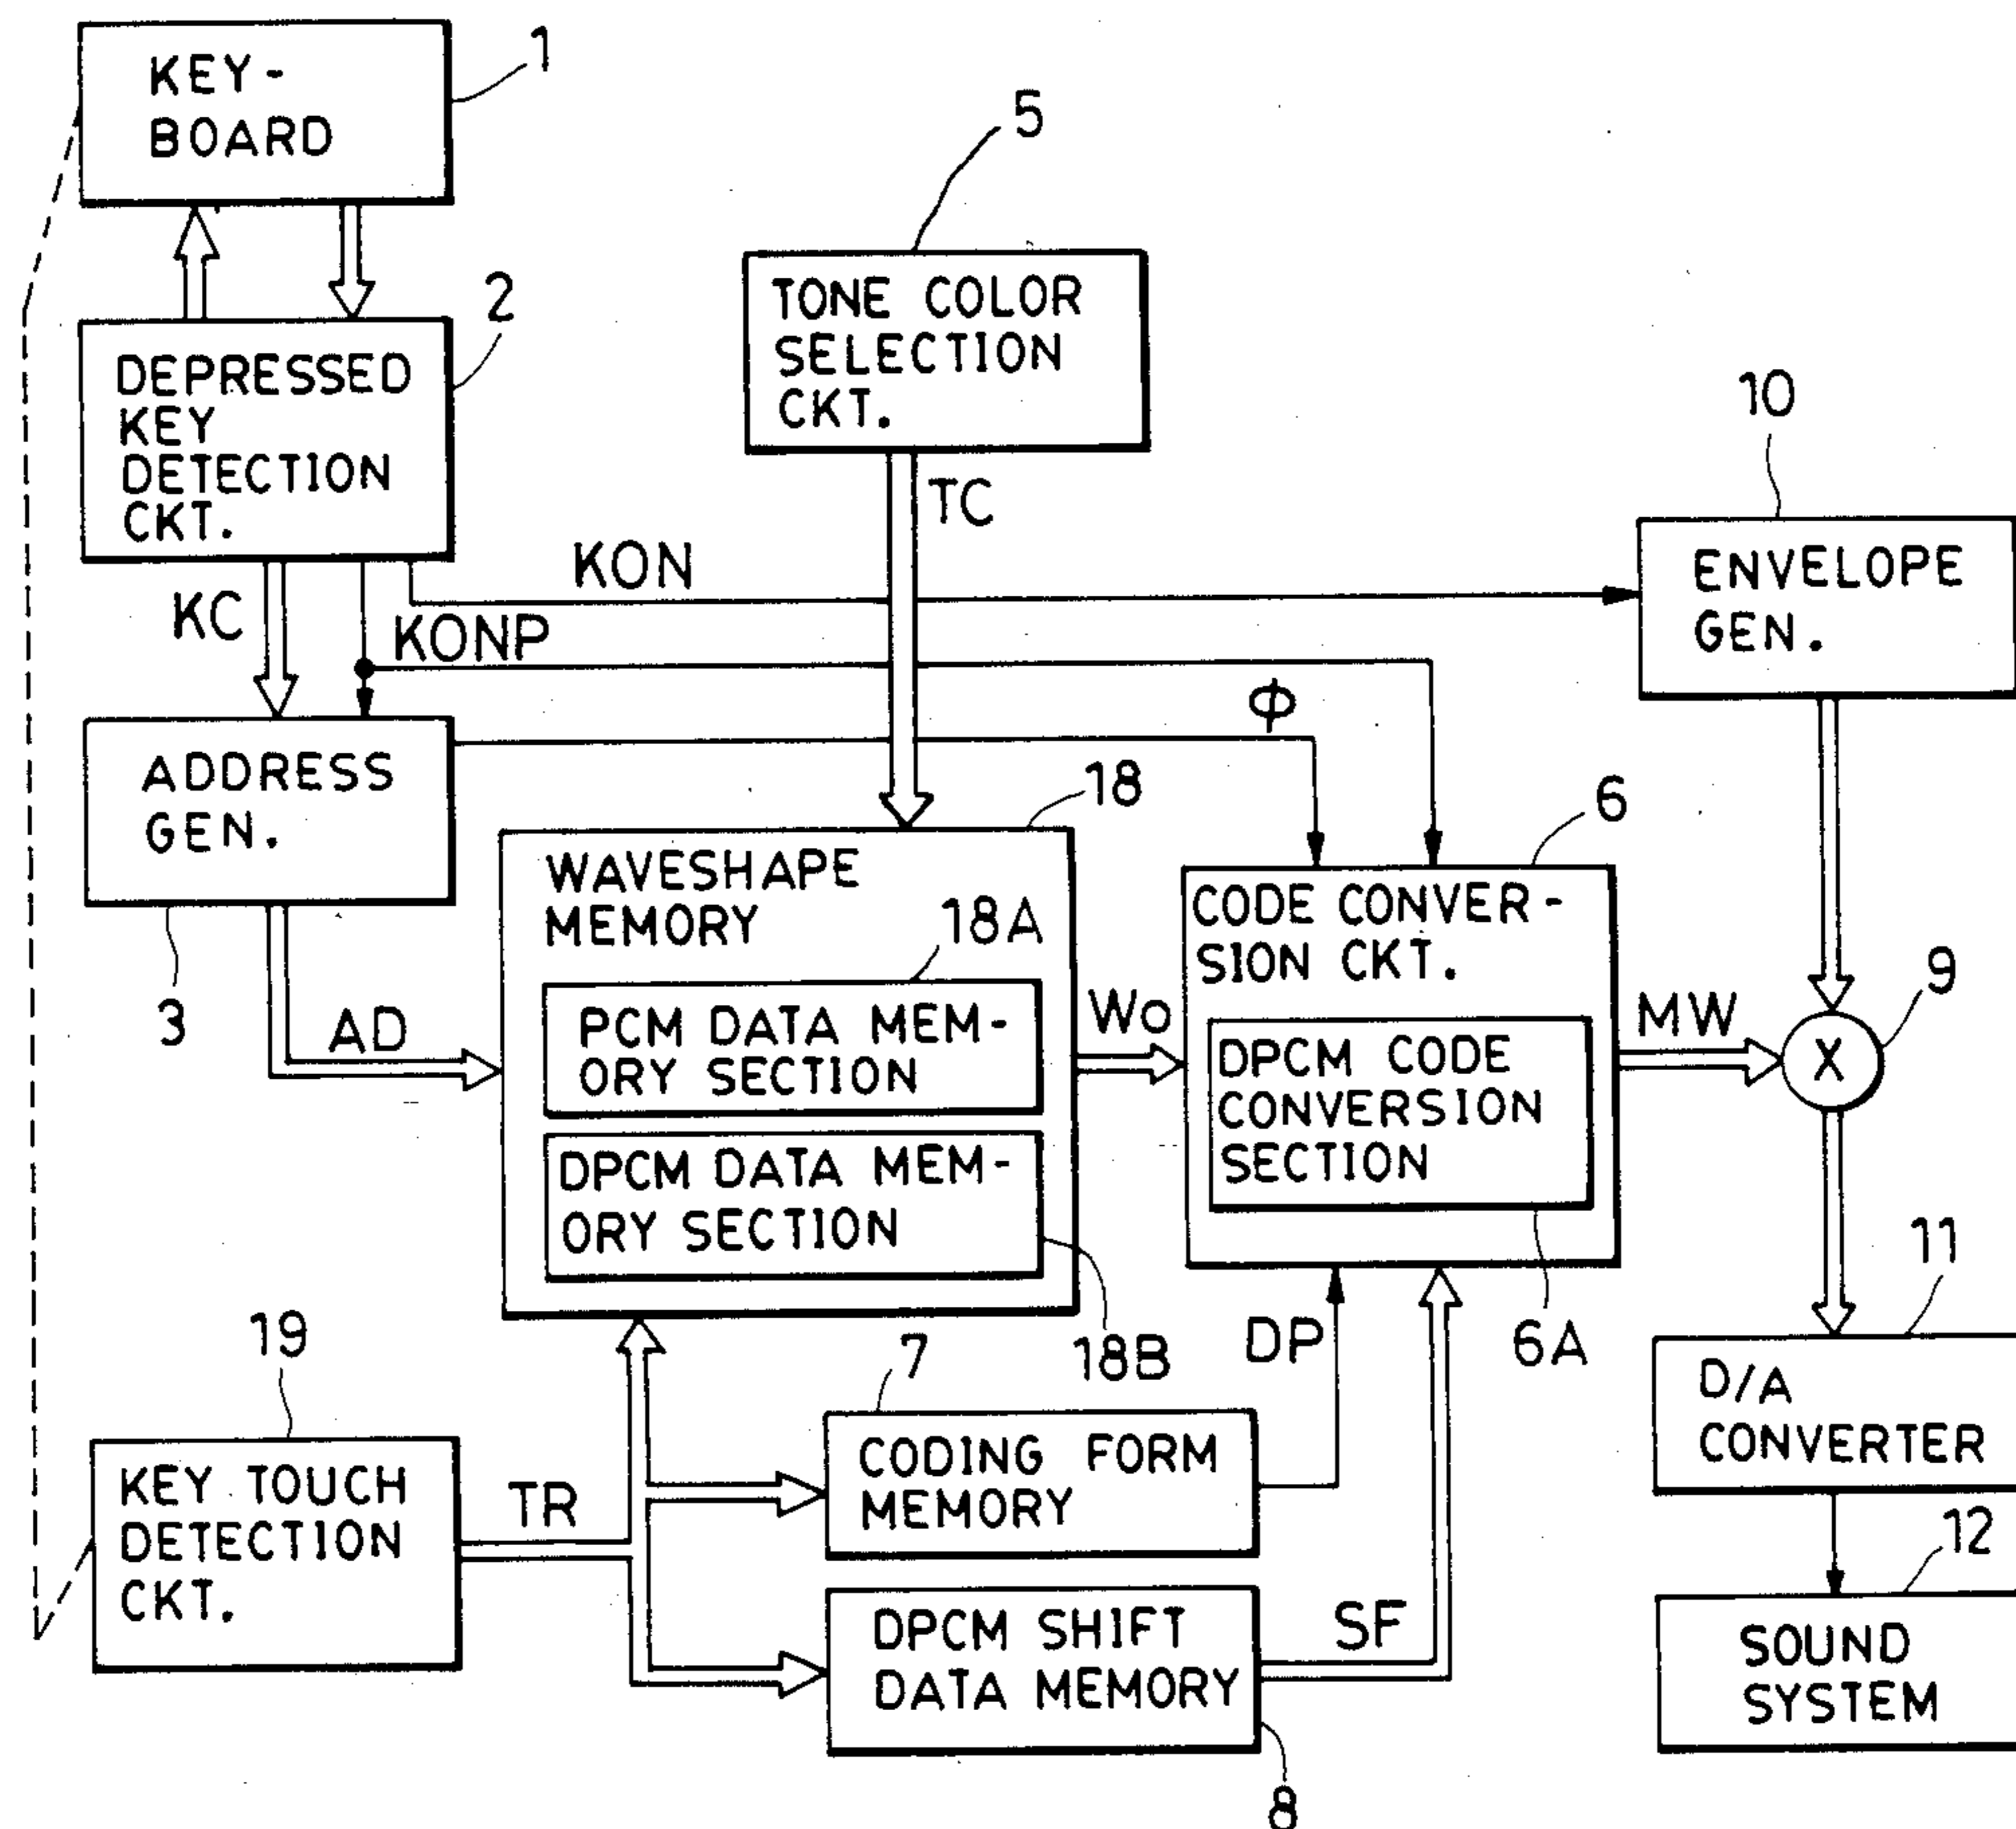 KEY-
BOARD
1
5
DEPRESSED
KEY
DETECTION
CKT.
2
TONE COLOR
SELECTION
CKT.
10
TC
KON
KC
KONP
ENVELOPE
GEN.
ϕ
ADDRESS
GEN.
3
18
6
WAVESHAPE
MEMORY
18A
PCM DATA MEM-
ORY SECTION
DPCM DATA MEM-
ORY SECTION
18B
AD
Wo
CODE CONVER-
SION CKT.
DPCM CODE
CONVERSION
SECTION
6A
MW
9
X
11
D/A
CONVERTER
19
KEY TOUCH
DETECTION
CKT.
TR
7
CODING FORM
MEMORY
DP
DPCM SHIFT
DATA MEMORY
SF
8
12
SOUND
SYSTEM